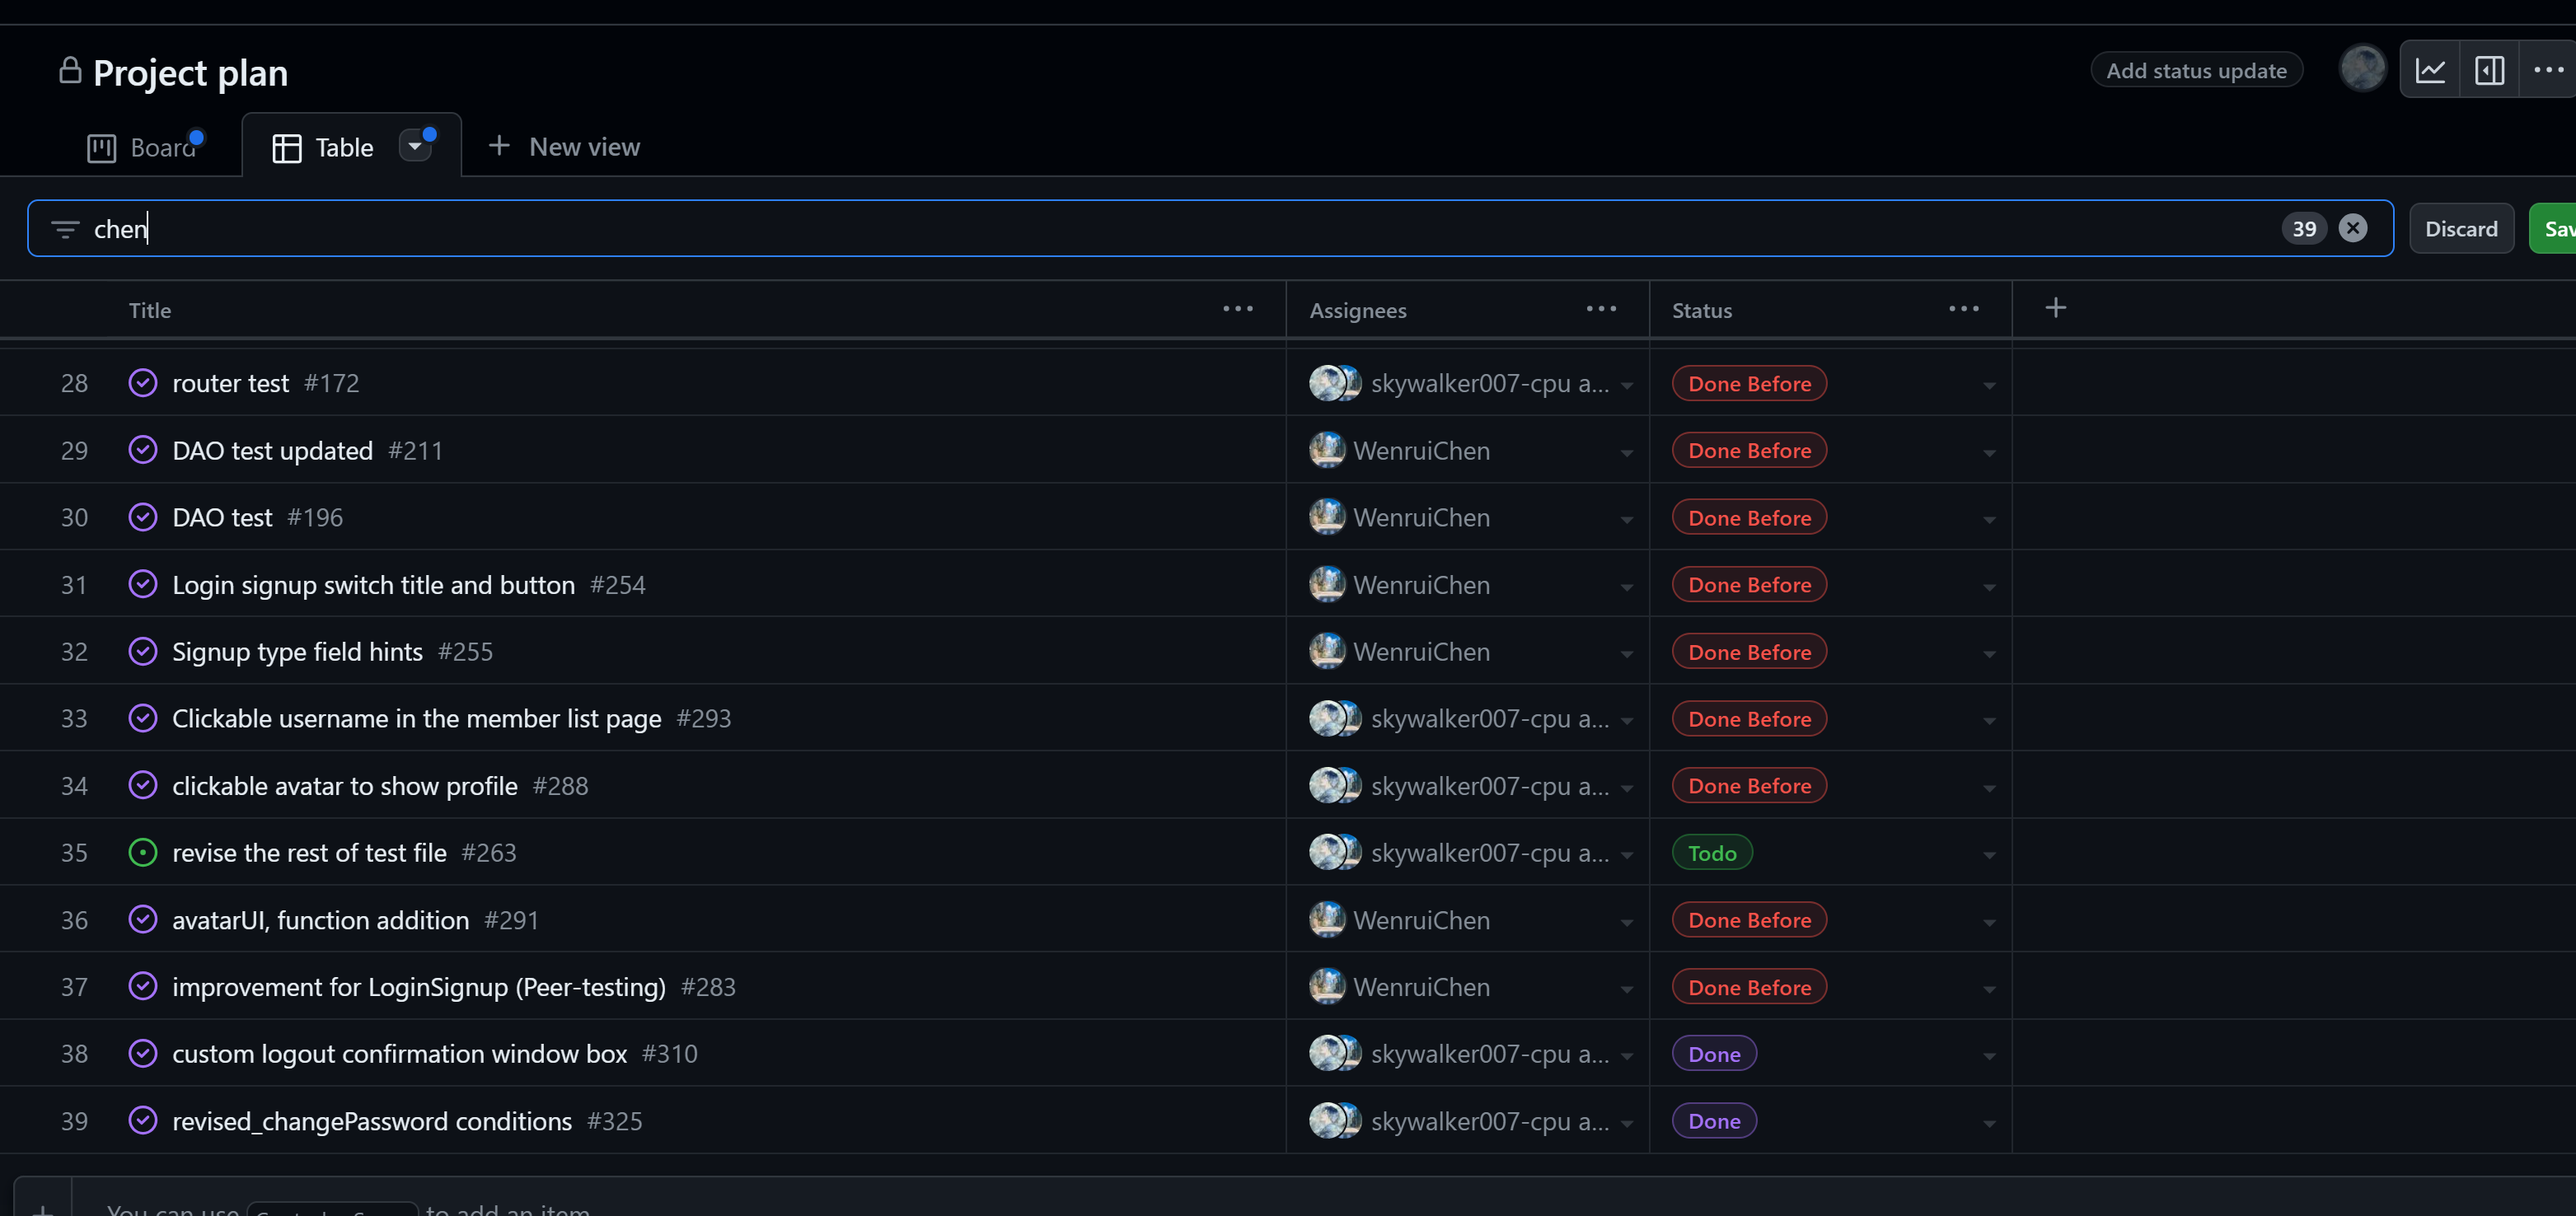 Project plan
Add status update
Board
Table
New view
chen
39
Discard
Title
Assignees
Status
28 router test #172 skywalker007-cpu a... Done Before
29 DAO test updated #211 WenruiChen Done Before
30 DAO test #196 WenruiChen Done Before
31 Login signup switch title and button #254 WenruiChen Done Before
32 Signup type field hints #255 WenruiChen Done Before
33 Clickable username in the member list page #293 skywalker007-cpu a... Done Before
34 clickable avatar to show profile #288 skywalker007-cpu a... Done Before
35 revise the rest of test file #263 skywalker007-cpu a... Todo
36 avatarUI, function addition #291 WenruiChen Done Before
37 improvement for LoginSignup (Peer-testing) #283 WenruiChen Done Before
38 custom logout confirmation window box #310 skywalker007-cpu a... Done
39 revised_changePassword conditions #325 skywalker007-cpu a... Done
You can use to add an item